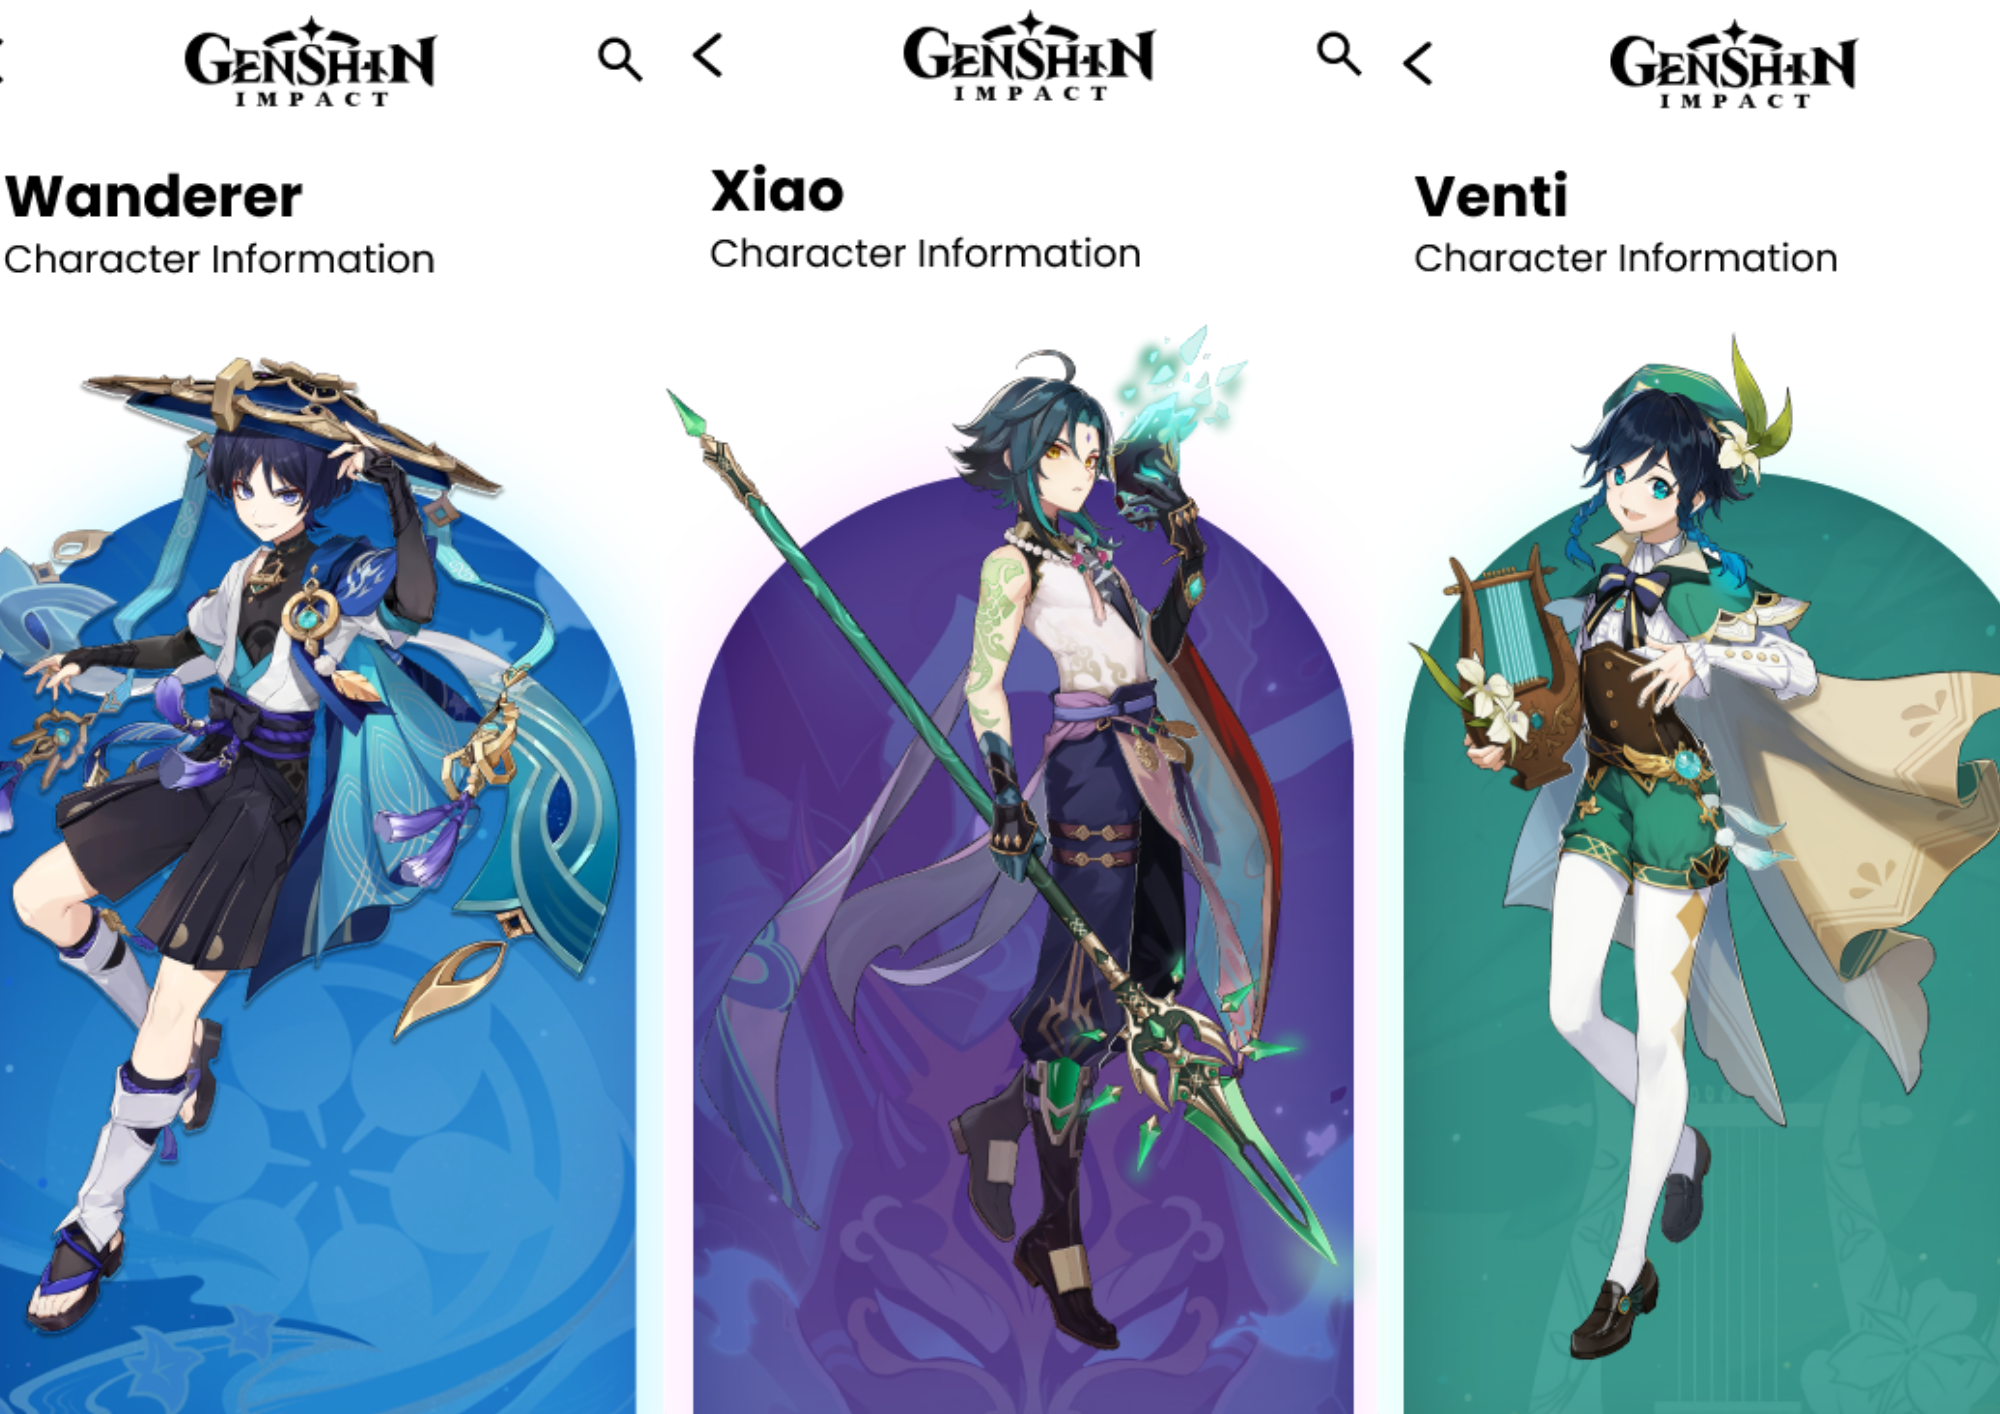 GENSHIN
IMPACT
Wanderer
Character Information
GENSHIN
IMPACT
Xiao
Character Information
GENSHIN
IMPACT
Venti
Character Information